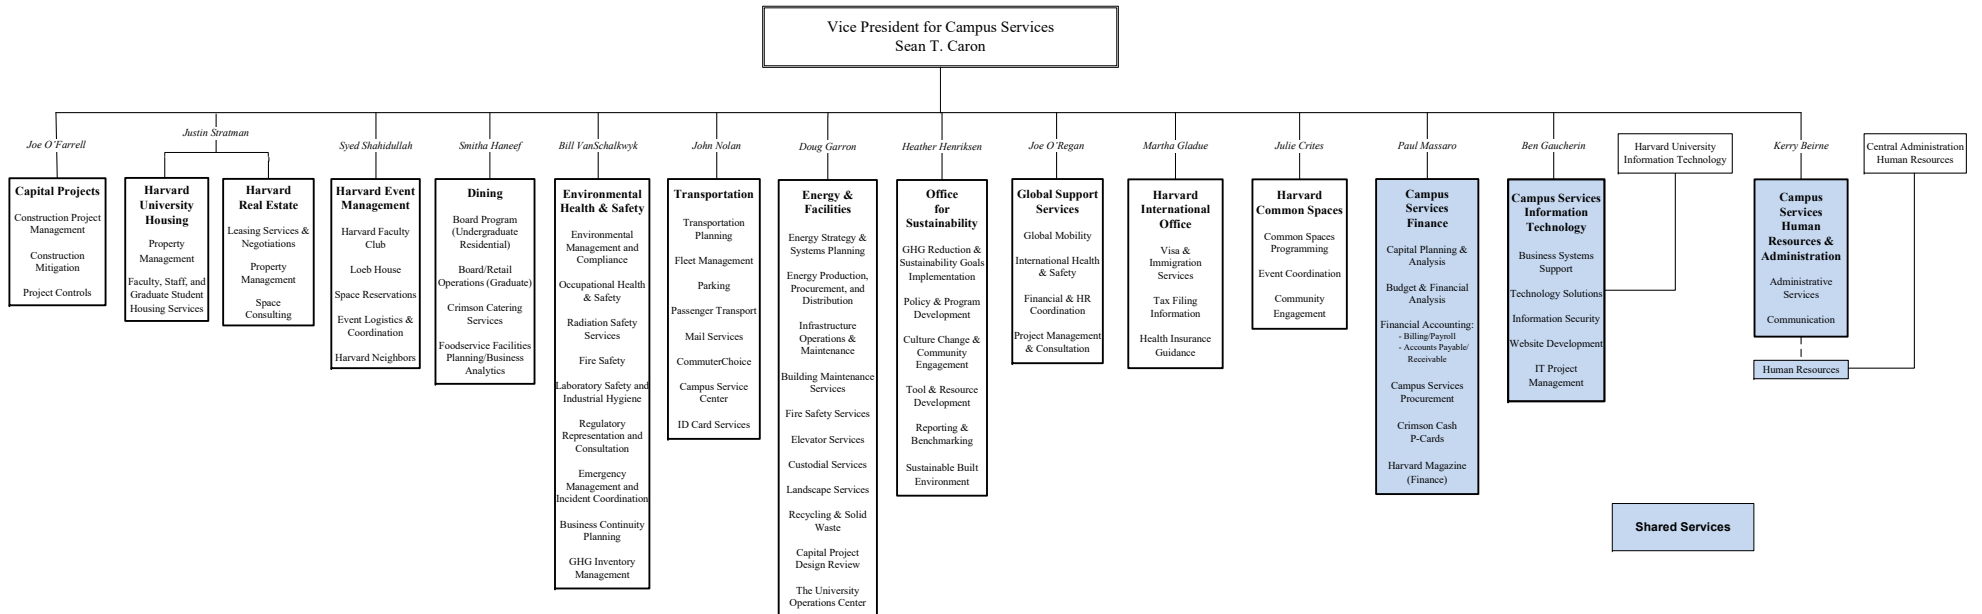 Vice President for Campus Services
Sean T. Caron
Joe O'Farrell
Justin Stratman
Syed Shahidullah
Smitha Haneef
Bill VanSchalkwyk
John Nolan
Doug Garron
Heather Henriksen
Joe O'Regan
Martha Gladue
Julie Crites
Paul Massaro
Ben Gaucherin
Harvard University
Information Technology
Kerry Beirne
Central Administration
Human Resources
Capital Projects
Construction Project
Management
Construction
Mitigation
Project Controls
Harvard
University
Housing
Property
Management
Faculty, Staff, and
Graduate Student
Housing Services
Harvard
Real Estate
Leasing Services &
Negotiations
Property
Management
Space
Consulting
Harvard Event
Management
Harvard Faculty
Club
Loeb House
Space Reservations
Event Logistics &
Coordination
Harvard Neighbors
Dining
Board Program
(Undergraduate
Residential)
Board/Retail
Operations (Graduate)
Crimson Catering
Services
Foodservice Facilities
Planning/Business
Analytics
Environmental
Health & Safety
Environmental
Management and
Compliance
Occupational Health
& Safety
Radiation Safety
Services
Fire Safety
Laboratory Safety and
Industrial Hygiene
Regulatory
Representation and
Consultation
Emergency
Management and
Incident Coordination
Business Continuity
Planning
GHG Inventory
Management
Transportation
Transportation
Planning
Fleet Management
Parking
Passenger Transport
Mail Services
CommuterChoice
Campus Service
Center
ID Card Services
Energy &
Facilities
Energy Strategy &
Systems Planning
Energy Production,
Procurement, and
Distribution
Infrastructure
Operations &
Maintenance
Building Maintenance
Services
Fire Safety Services
Elevator Services
Custodial Services
Landscape Services
Recycling & Solid
Waste
Capital Project
Design Review
The University
Operations Center
Office
for
Sustainability
GHG Reduction &
Sustainability Goals
Implementation
Policy & Program
Development
Culture Change &
Community
Engagement
Tool & Resource
Development
Reporting &
Benchmarking
Sustainable Built
Environment
Global Support
Services
Global Mobility
International Health
& Safety
Financial & HR
Coordination
Project Management
& Consultation
Harvard
International
Office
Visa &
Immigration
Services
Tax Filing
Information
Health Insurance
Guidance
Harvard
Common Spaces
Common Spaces
Programming
Event Coordination
Community
Engagement
Campus
Services
Finance
Capital Planning &
Analysis
Budget & Financial
Analysis
Financial Accounting:
- Billing/Payroll
- Accounts Payable/
Receivable
Campus Services
Procurement
Crimson Cash
P-Cards
Harvard Magazine
(Finance)
Campus Services
Information
Technology
Business Systems
Support
Technology Solutions
Information Security
Website Development
IT Project
Management
Campus
Services
Human
Resources &
Administration
Administrative
Services
Communication
Human Resources
Shared Services